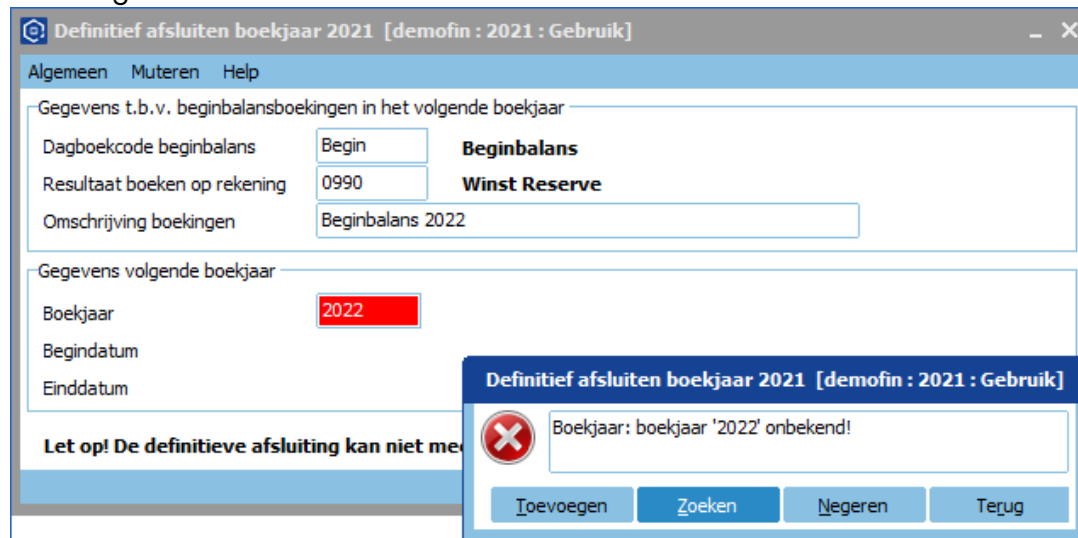 Definitief afsluiten boekjaar 2021 [demofin : 2021 : Gebruik]
Algemeen Muteren Help
Gegevens t.b.v. beginbalansboekingen in het volgende boekjaar
Dagboekcode beginbalans Begin Beginbalans
Resultaat boeken op rekening 0990 Winst Reserve
Omschrijving boekingen Beginbalans 2022
Gegevens volgende boekjaar
Boekjaar 2022
Begindatum
Einddatum
Let op! De definitieve afsluiting kan niet
Definitief afsluiten boekjaar 2021 [demofin : 2021 : Gebruik]
Boekjaar: boekjaar '2022' onbekend!
Toevoegen Zoeken Negeren Terug